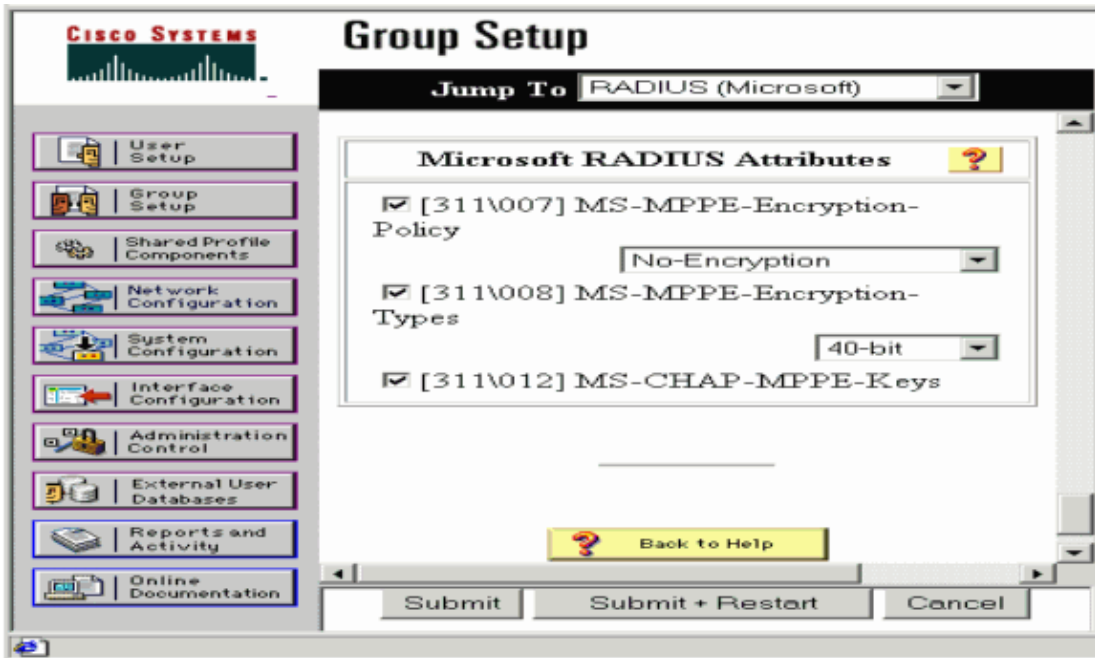 CISCO SYSTEMS
Group Setup
Jump To RADIUS (Microsoft)
User
Setup
Group
Setup
Shared Profile
Components
Network
Configuration
System
Configuration
Interface
Configuration
Administration
Control
External User
Databases
Reports and
Activity
Online
Documentation
Microsoft RADIUS Attributes ?
[311\007] MS-MPPE-Encryption-
Policy
No-Encryption
[311\008] MS-MPPE-Encryption-
Types
40-bit
[311\012] MS-CHAP-MPPE-Keys
? Back to Help
Submit
Submit + Restart
Cancel